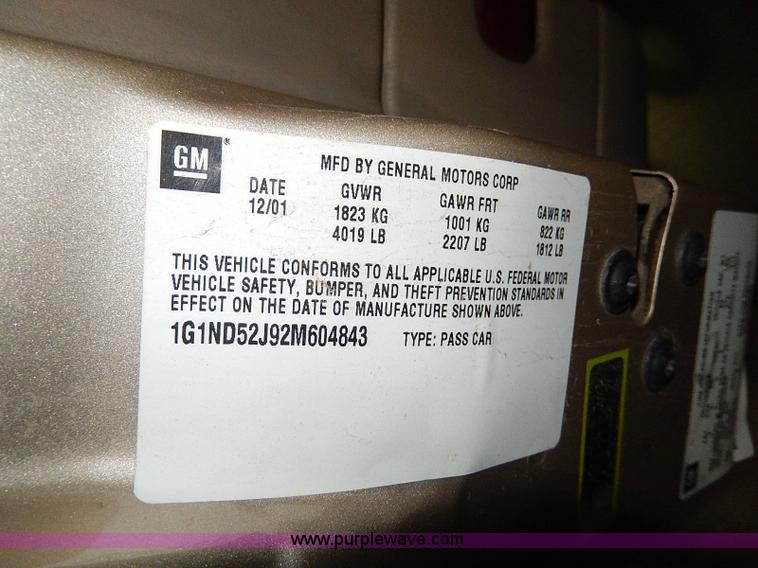 GM
MFD BY GENERAL MOTORS CORP
DATE GVWR GAWR FRT GAWR RR
12/01 1823 KG 1001 KG 822 KG
4019 LB 2207 LB 1812 LB
THIS VEHICLE CONFORMS TO ALL APPLICABLE U.S. FEDERAL MOTOR
VEHICLE SAFETY, BUMPER, AND THEFT PREVENTION STANDARDS IN
EFFECT ON THE DATE OF MANUFACTURE SHOWN ABOVE.
1G1ND52J92M604843 TYPE: PASS CAR
GM
www.purplewave.com